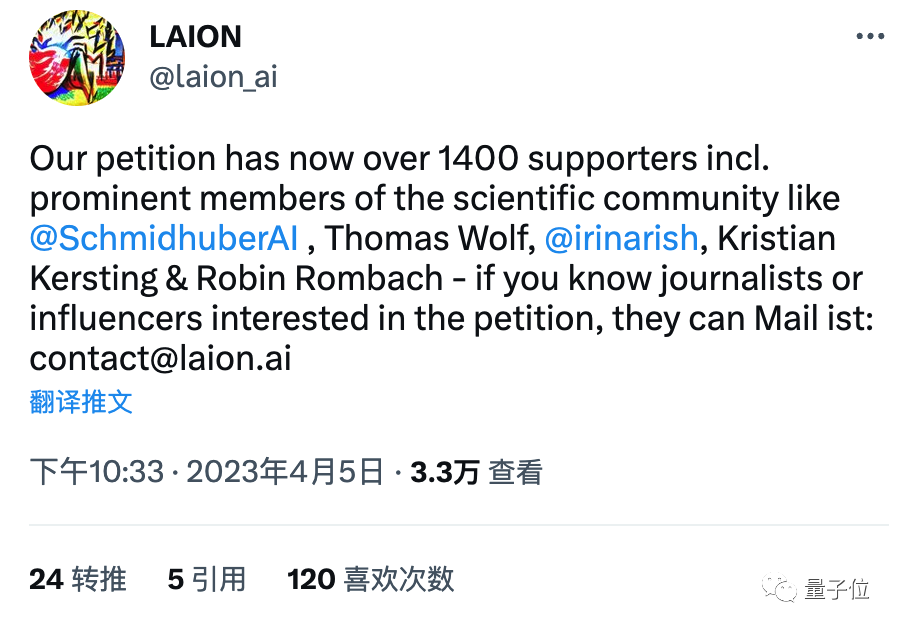 LAION
@laion_ai
Our petition has now over 1400 supporters incl.
prominent members of the scientific community like
@SchmidhuberAI , Thomas Wolf, @irinarish, Kristian
Kersting & Robin Rombach – if you know journalists or
influencers interested in the petition, they can Mail ist:
contact@laion.ai
翻译推文
下午10:33 · 2023年4月5日 · 3.3万 查看
24 转推 5 引用 120 喜欢次数
量子位